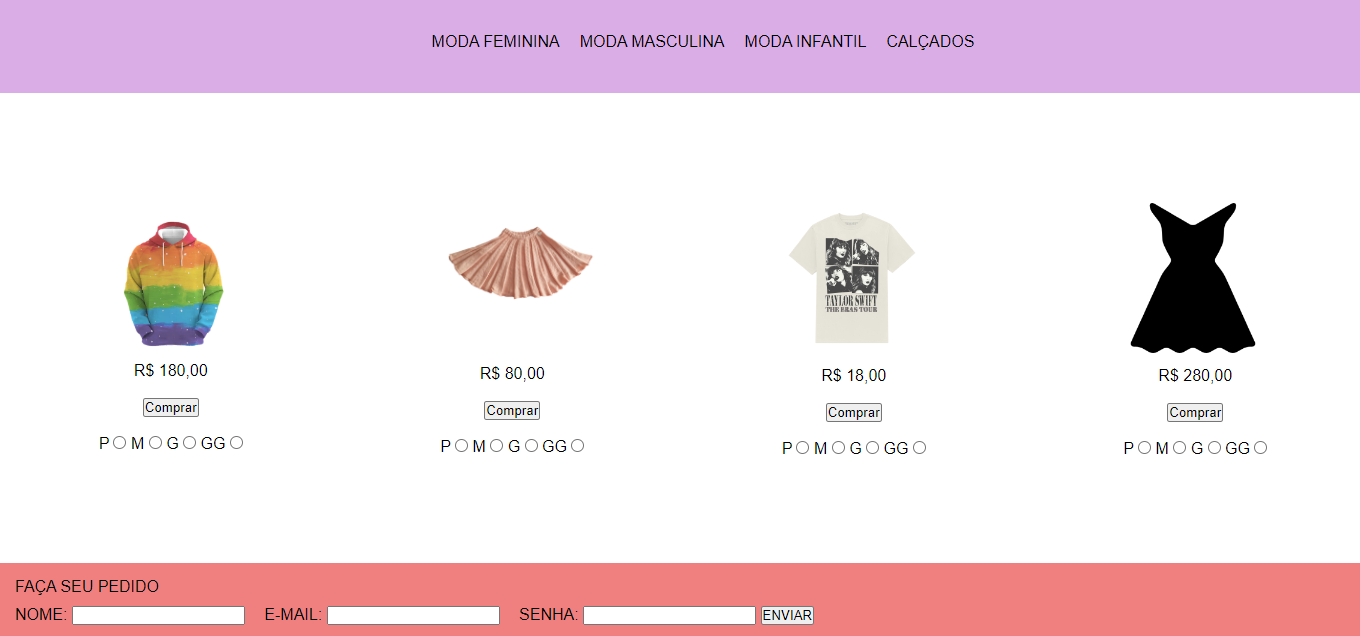 MODA FEMININA MODA MASCULINA MODA INFANTIL CALÇADOS
TAYLOR SWIFT
THE ERAS TOUR
R$ 180,00 R$ 80,00 R$ 18,00 R$ 280,00
Comprar Comprar Comprar Comprar
P M G GG P M G GG P M G GG P M G GG
FAÇA SEU PEDIDO
NOME: E-MAIL: SENHA: ENVIAR